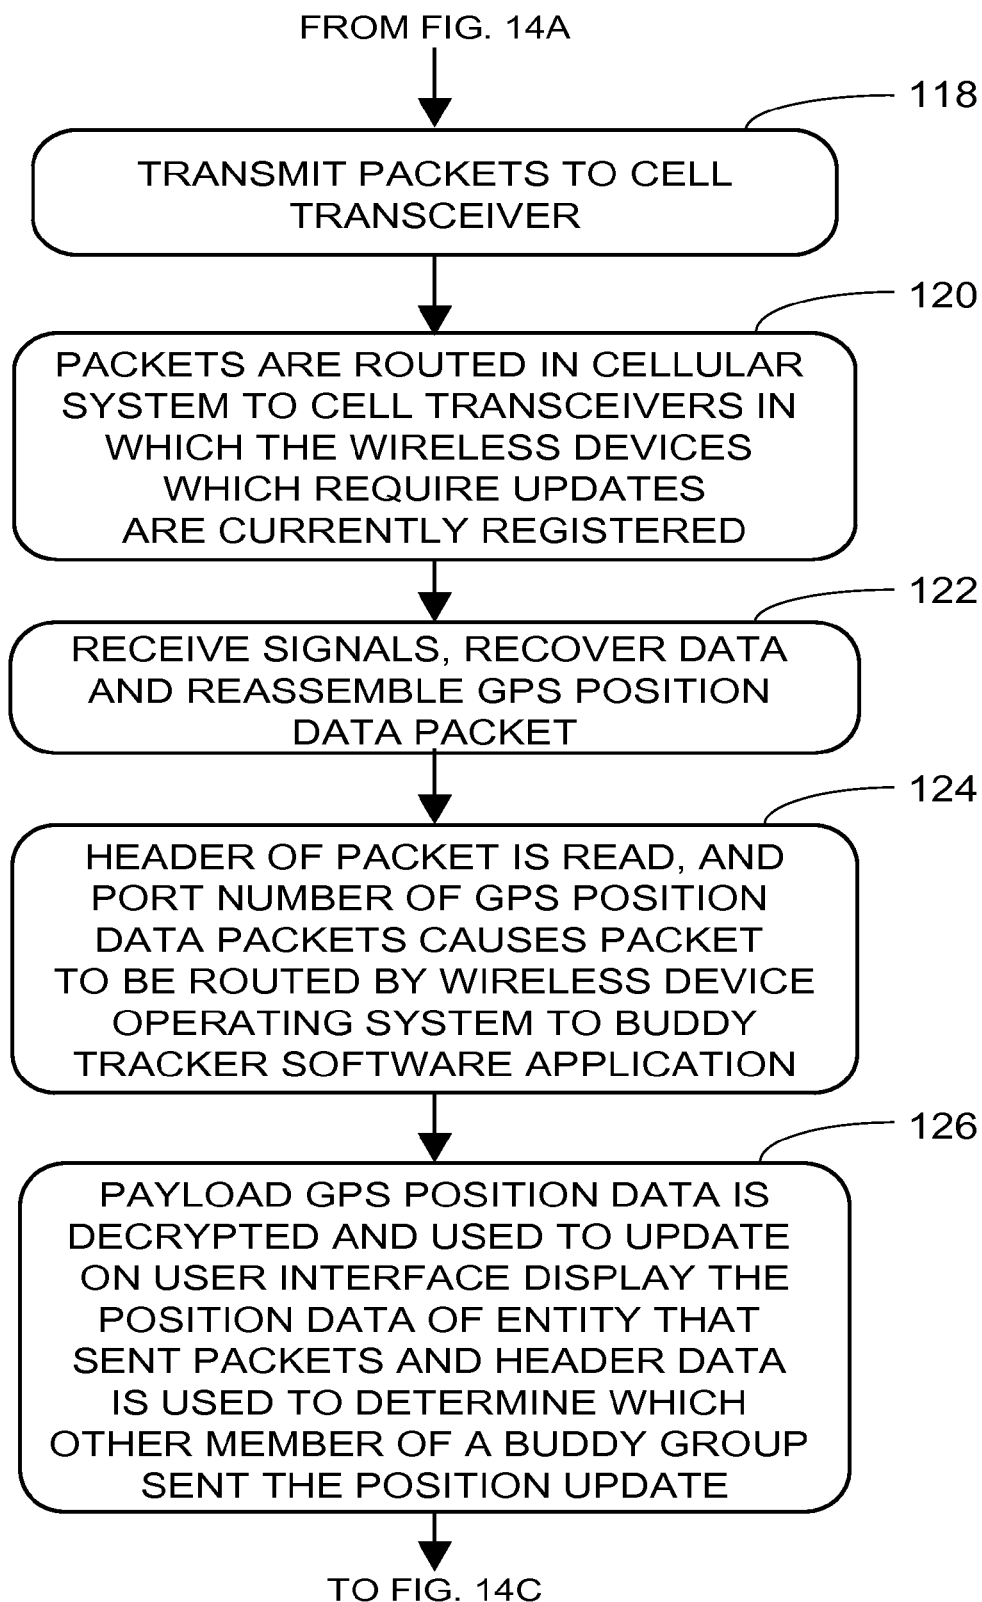 FROM FIG. 14A
118
TRANSMIT PACKETS TO CELL
TRANSCEIVER
120
PACKETS ARE ROUTED IN CELLULAR
SYSTEM TO CELL TRANSCEIVERS IN
WHICH THE WIRELESS DEVICES
WHICH REQUIRE UPDATES
ARE CURRENTLY REGISTERED
122
RECEIVE SIGNALS, RECOVER DATA
AND REASSEMBLE GPS POSITION
DATA PACKET
124
HEADER OF PACKET IS READ, AND
PORT NUMBER OF GPS POSITION
DATA PACKETS CAUSES PACKET
TO BE ROUTED BY WIRELESS DEVICE
OPERATING SYSTEM TO BUDDY
TRACKER SOFTWARE APPLICATION
126
PAYLOAD GPS POSITION DATA IS
DECRYPTED AND USED TO UPDATE
ON USER INTERFACE DISPLAY THE
POSITION DATA OF ENTITY THAT
SENT PACKETS AND HEADER DATA
IS USED TO DETERMINE WHICH
OTHER MEMBER OF A BUDDY GROUP
SENT THE POSITION UPDATE
TO FIG. 14C